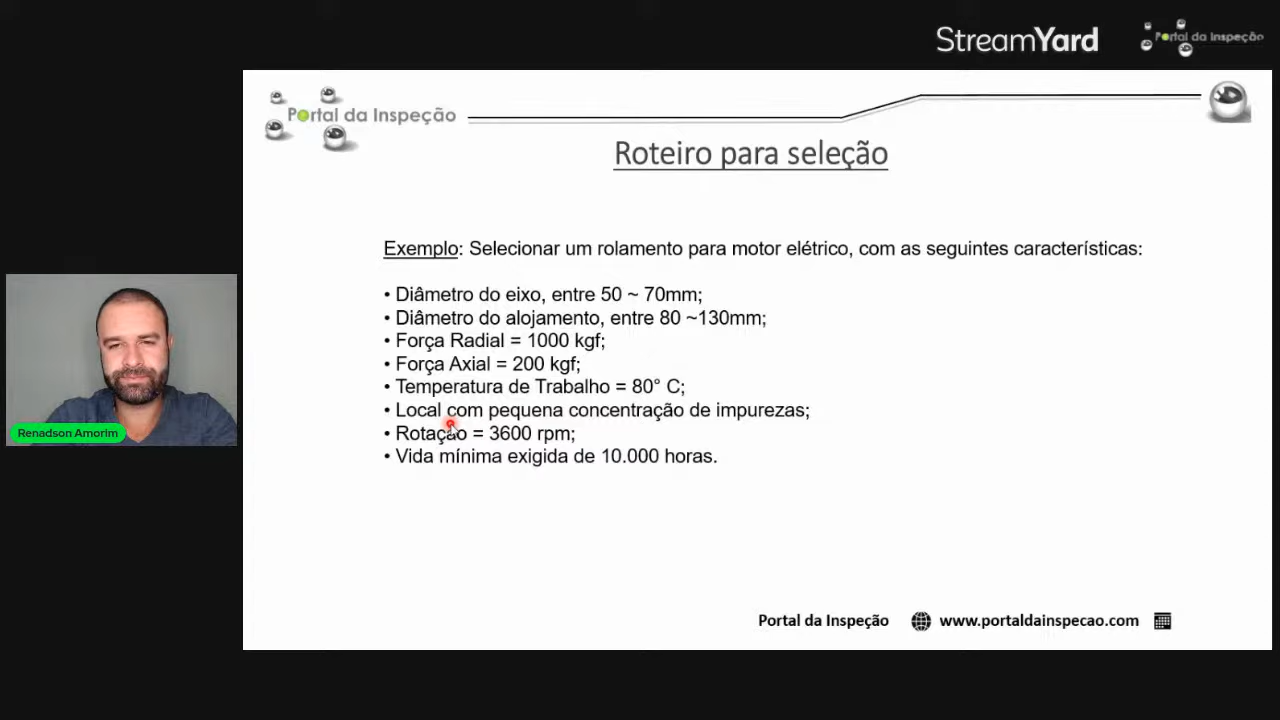 StreamYard
Portal da Inspeção
Portal da Inspeção
Roteiro para seleção
Exemplo: Selecionar um rolamento para motor elétrico, com as seguintes características:
• Diâmetro do eixo, entre 50 ~ 70mm;
• Diâmetro do alojamento, entre 80 ~130mm;
• Força Radial = 1000 kgf;
• Força Axial = 200 kgf;
• Temperatura de Trabalho = 80° C;
• Local com pequena concentração de impurezas;
• Rotação = 3600 rpm;
• Vida mínima exigida de 10.000 horas.
Renadson Amorim
Portal da Inspeção www.portaldainspecao.com